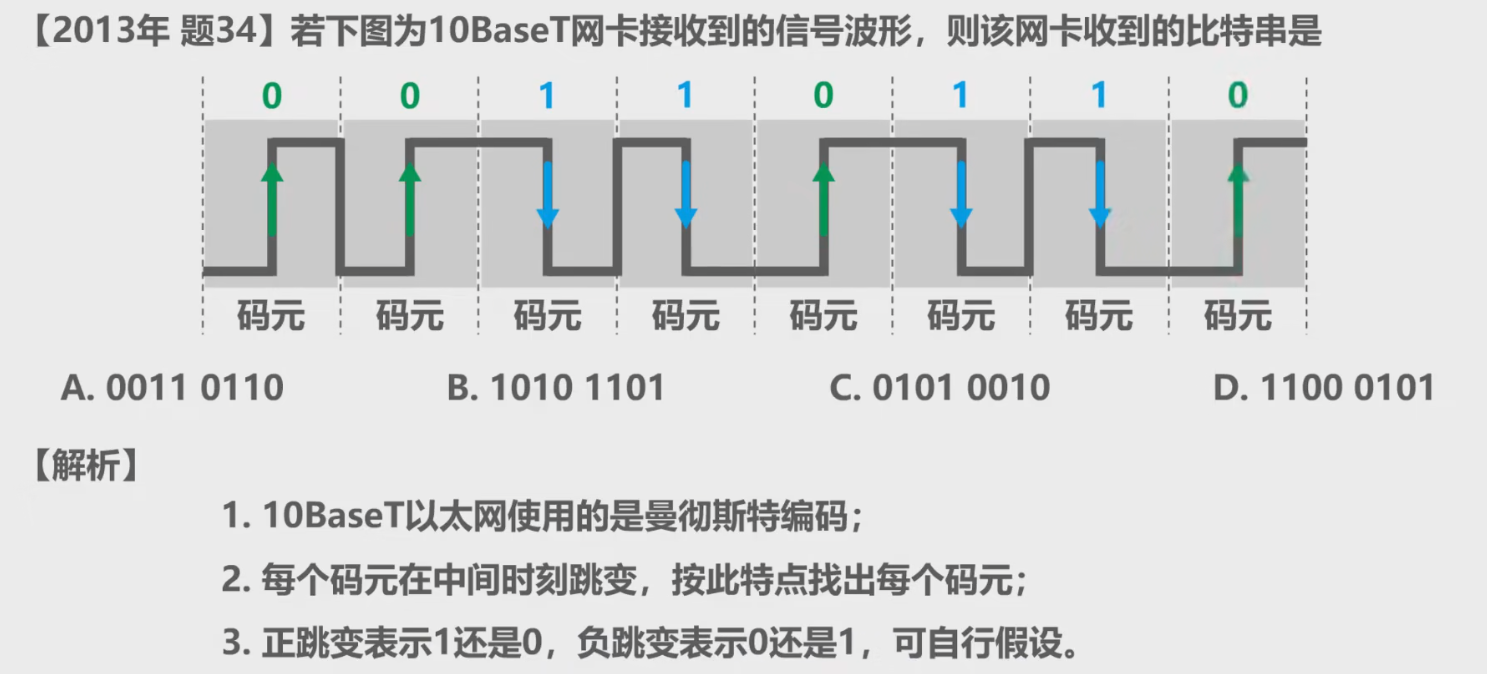 【2013年 题34】若下图为10BaseT网卡接收到的信号波形，则该网卡收到的比特串是
0 0 1 1 0 1 1 0
码元 码元 码元 码元 码元 码元 码元 码元
A. 0011 0110 B. 1010 1101 C. 0101 0010 D. 1100 0101
【解析】
1. 10BaseT以太网使用的是曼彻斯特编码；
2. 每个码元在中间时刻跳变，按此特点找出每个码元；
3. 正跳变表示1还是0，负跳变表示0还是1，可自行假设。